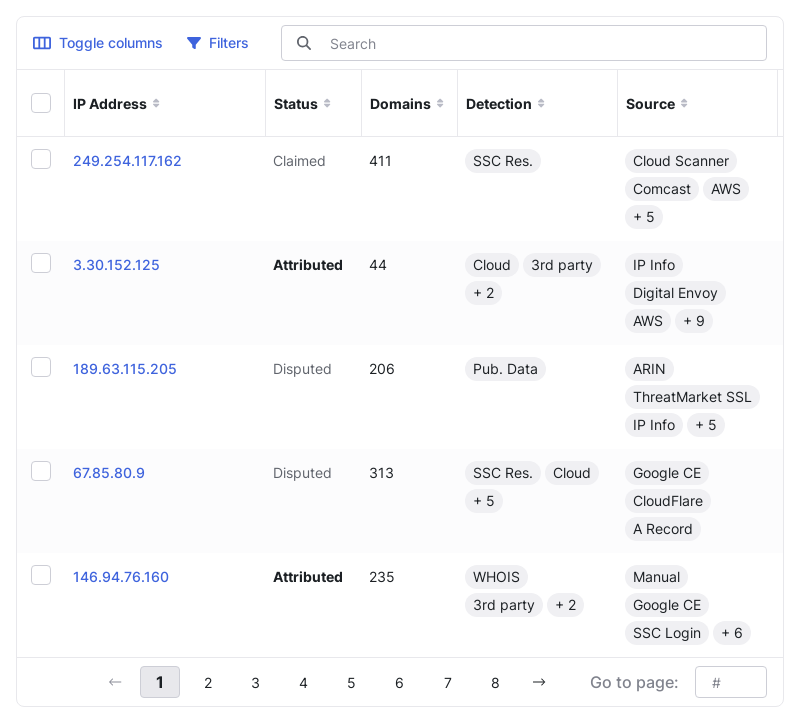 Toggle columns Filters Search
IP Address Status Domains Detection Source
249.254.117.162 Claimed 411 SSC Res. Cloud Scanner
Comcast AWS
+ 5
3.30.152.125 Attributed 44 Cloud 3rd party IP Info
+ 2 Digital Envoy
AWS + 9
189.63.115.205 Disputed 206 Pub. Data ARIN
ThreatMarket SSL
IP Info + 5
67.85.80.9 Disputed 313 SSC Res. Cloud Google CE
+ 5 CloudFlare
A Record
146.94.76.160 Attributed 235 WHOIS Manual
3rd party + 2 Google CE
SSC Login + 6
← 1 2 3 4 5 6 7 8 → Go to page: #